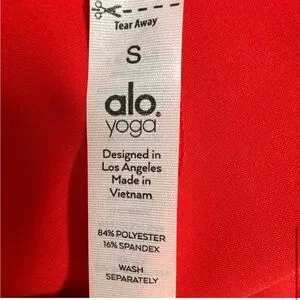 Tear Away
S
alo
yoga
Designed in
Los Angeles
Made in
Vietnam
84% POLYESTER
16% SPANDEX
WASH
SEPARATELY